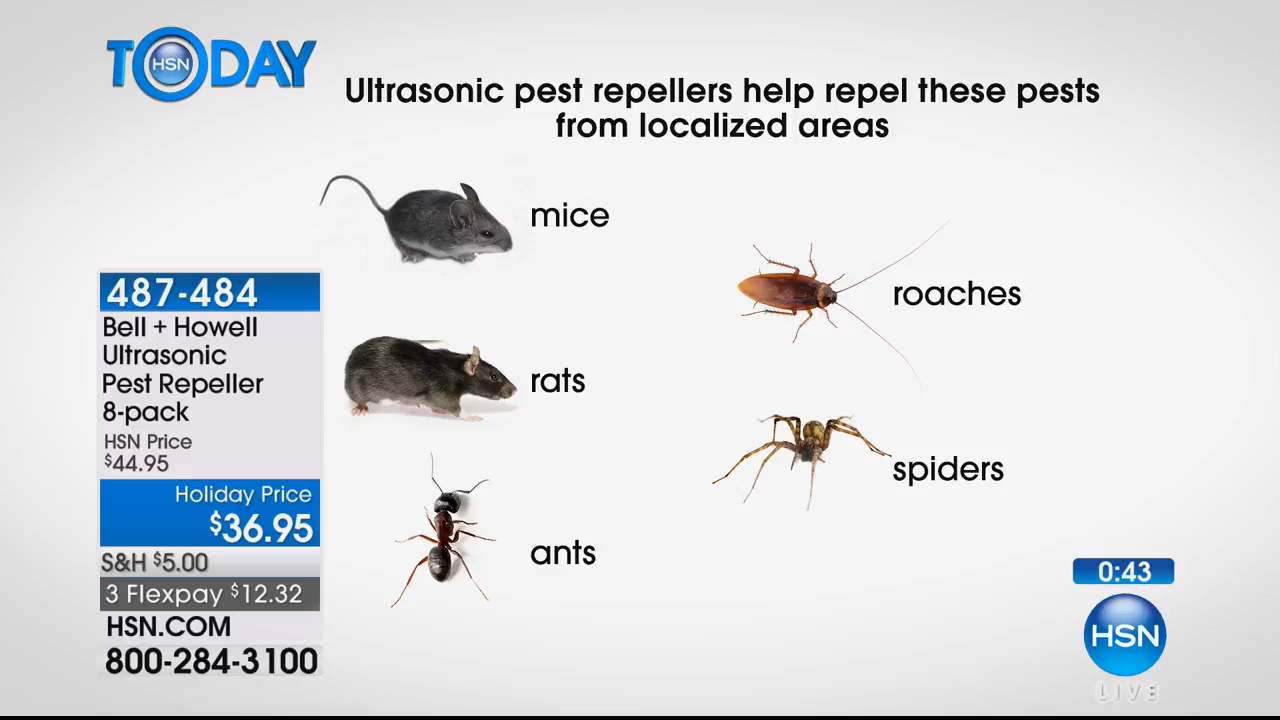 TODAY
HSN
Ultrasonic pest repellers help repel these pests
from localized areas
mice
roaches
rats
spiders
ants
487-484
Bell + Howell
Ultrasonic
Pest Repeller
8-pack
HSN Price
$44.95
Holiday Price
$36.95
S&H $5.00
3 Flexpay $12.32
HSN.COM
800-284-3100
0:43
HSN
LIVE